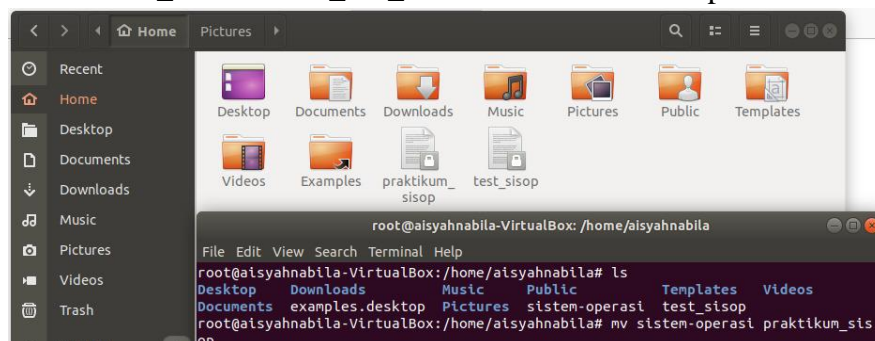 Home Pictures
Recent
Home
Desktop
Documents
Downloads
Music
Pictures
Videos
Trash
Desktop Documents Downloads Music Pictures Public Templates
Videos Examples praktikum_ test_sisop
sisop
root@aisyahnabila-VirtualBox: /home/aisyahnabila
File Edit View Search Terminal Help
root@aisyahnabila-VirtualBox:/home/aisyahnabila# ls
Desktop Downloads Music Public Templates Videos
Documents examples.desktop Pictures sistem-operasi test_sisop
root@aisyahnabila-VirtualBox:/home/aisyahnabila# mv sistem-operasi praktikum_sis